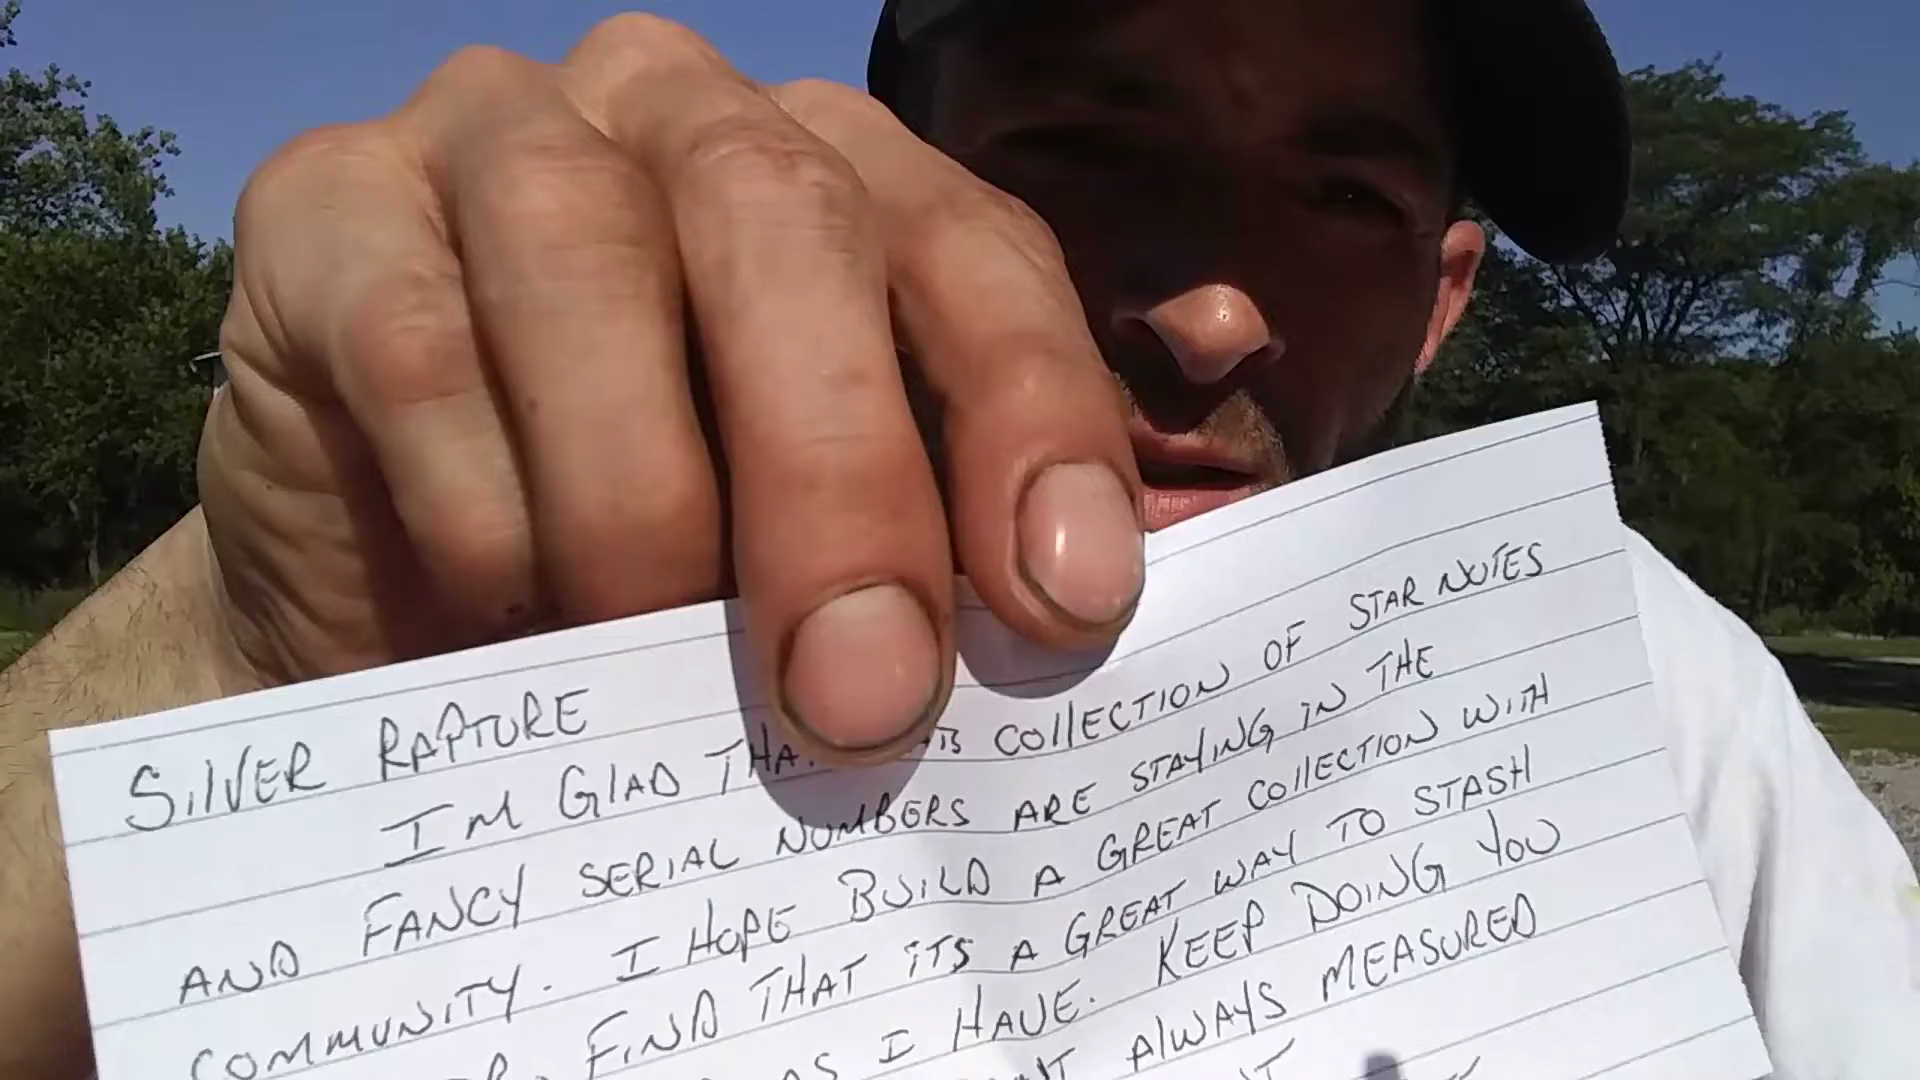 SilVER RAPTURE
I'M GlAD THA COllECTION OF STAR NOTES
AND FANCY SERIAL NUMBERS ARE STAYING IN THE
COMMUNITY. I HOPE BUILD A GREAT COllECTION WITH
FIND THAT iTS A GREAT WAY TO STASH
AS I HAVE. KEEP DOING YOU
AlWAYS MEASURED